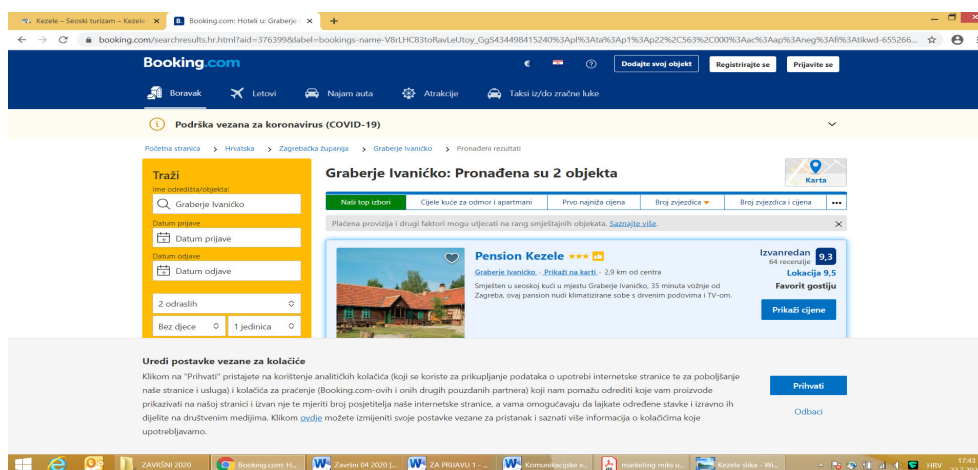 Kezele – Seoski turizam – Kezele
Booking.com: Hoteli u: Graberje I
booking.com/searchresults.hr.html?aid=376399&label=bookings-name-V8rLHC83toRavLeUtoy_GgS434498415240%3Apl%3Ata%3Ap1%3Ap22%2C563%2C000%3Aac%3Aap%3Aneg%3Afi%3Atikwd-655266...
Booking.com
€
Dodajte svoj objekt
Registrirajte se
Prijavite se
Boravak
Letovi
Najam auta
Atrakcije
Taksi iz/do zračne luke
Podrška vezana za koronavirus (COVID-19)
Početna stranica > Hrvatska > Zagrebačka županija > Graberje Ivaničko > Pronađeni rezultati
Traži
Ime odredišta/objekta:
Graberje Ivaničko
Datum prijave
Datum prijave
Datum odjave
Datum odjave
2 odraslih
Bez djece
1 jedinica
Graberje Ivaničko: Pronađena su 2 objekta
Karta
Naši top izbori
Cijele kuće za odmor i apartmani
Prvo najniža cijena
Broj zvjezdica
Broj zvjezdica i cijena
Plaćena provizija i drugi faktori mogu utjecati na rang smještajnih objekata. Saznajte više.
Pension Kezele
Graberje Ivaničko - Prikaži na karti - 2,9 km od centra
Smješten u seoskoj kući u mjestu Graberje Ivaničko, 35 minuta vožnje od
Zagreba, ovaj pansion nudi klimatizirane sobe s drvenim podovima i TV-om.
Izvanredan 9,3
64 recenzije
Lokacija 9,5
Favorit gostiju
Prikaži cijene
Uredi postavke vezane za kolačiće
Klikom na "Prihvati" pristajete na korištenje analitičkih kolačića (koji se koriste za prikupljanje podataka o upotrebi internetske stranice te za poboljšanje
naše stranice i usluga) i kolačića za praćenje (Booking.com-ovih i onih drugih pouzdanih partnera) koji nam pomažu odrediti koje vam proizvode
prikazivati na našoj stranici i izvan nje te mjeriti broj posjetitelja naše internetske stranice, a vama omogućavaju da lajkate određene stavke i izravno ih
dijelite na društvenim medijima. Klikom ovdje možete izmijeniti svoje postavke vezane za pristanak i saznati više informacija o kolačićima koje
upotrebljavamo.
Prihvati
Odbaci
ZAVRŠNI 2020
Booking.com: H...
Završni 04 2020 [...
ZA PRIJAVU 1 - ...
Komunikacijske v...
marketing miks u...
Kezele slika - Wi...
HRV
17:43